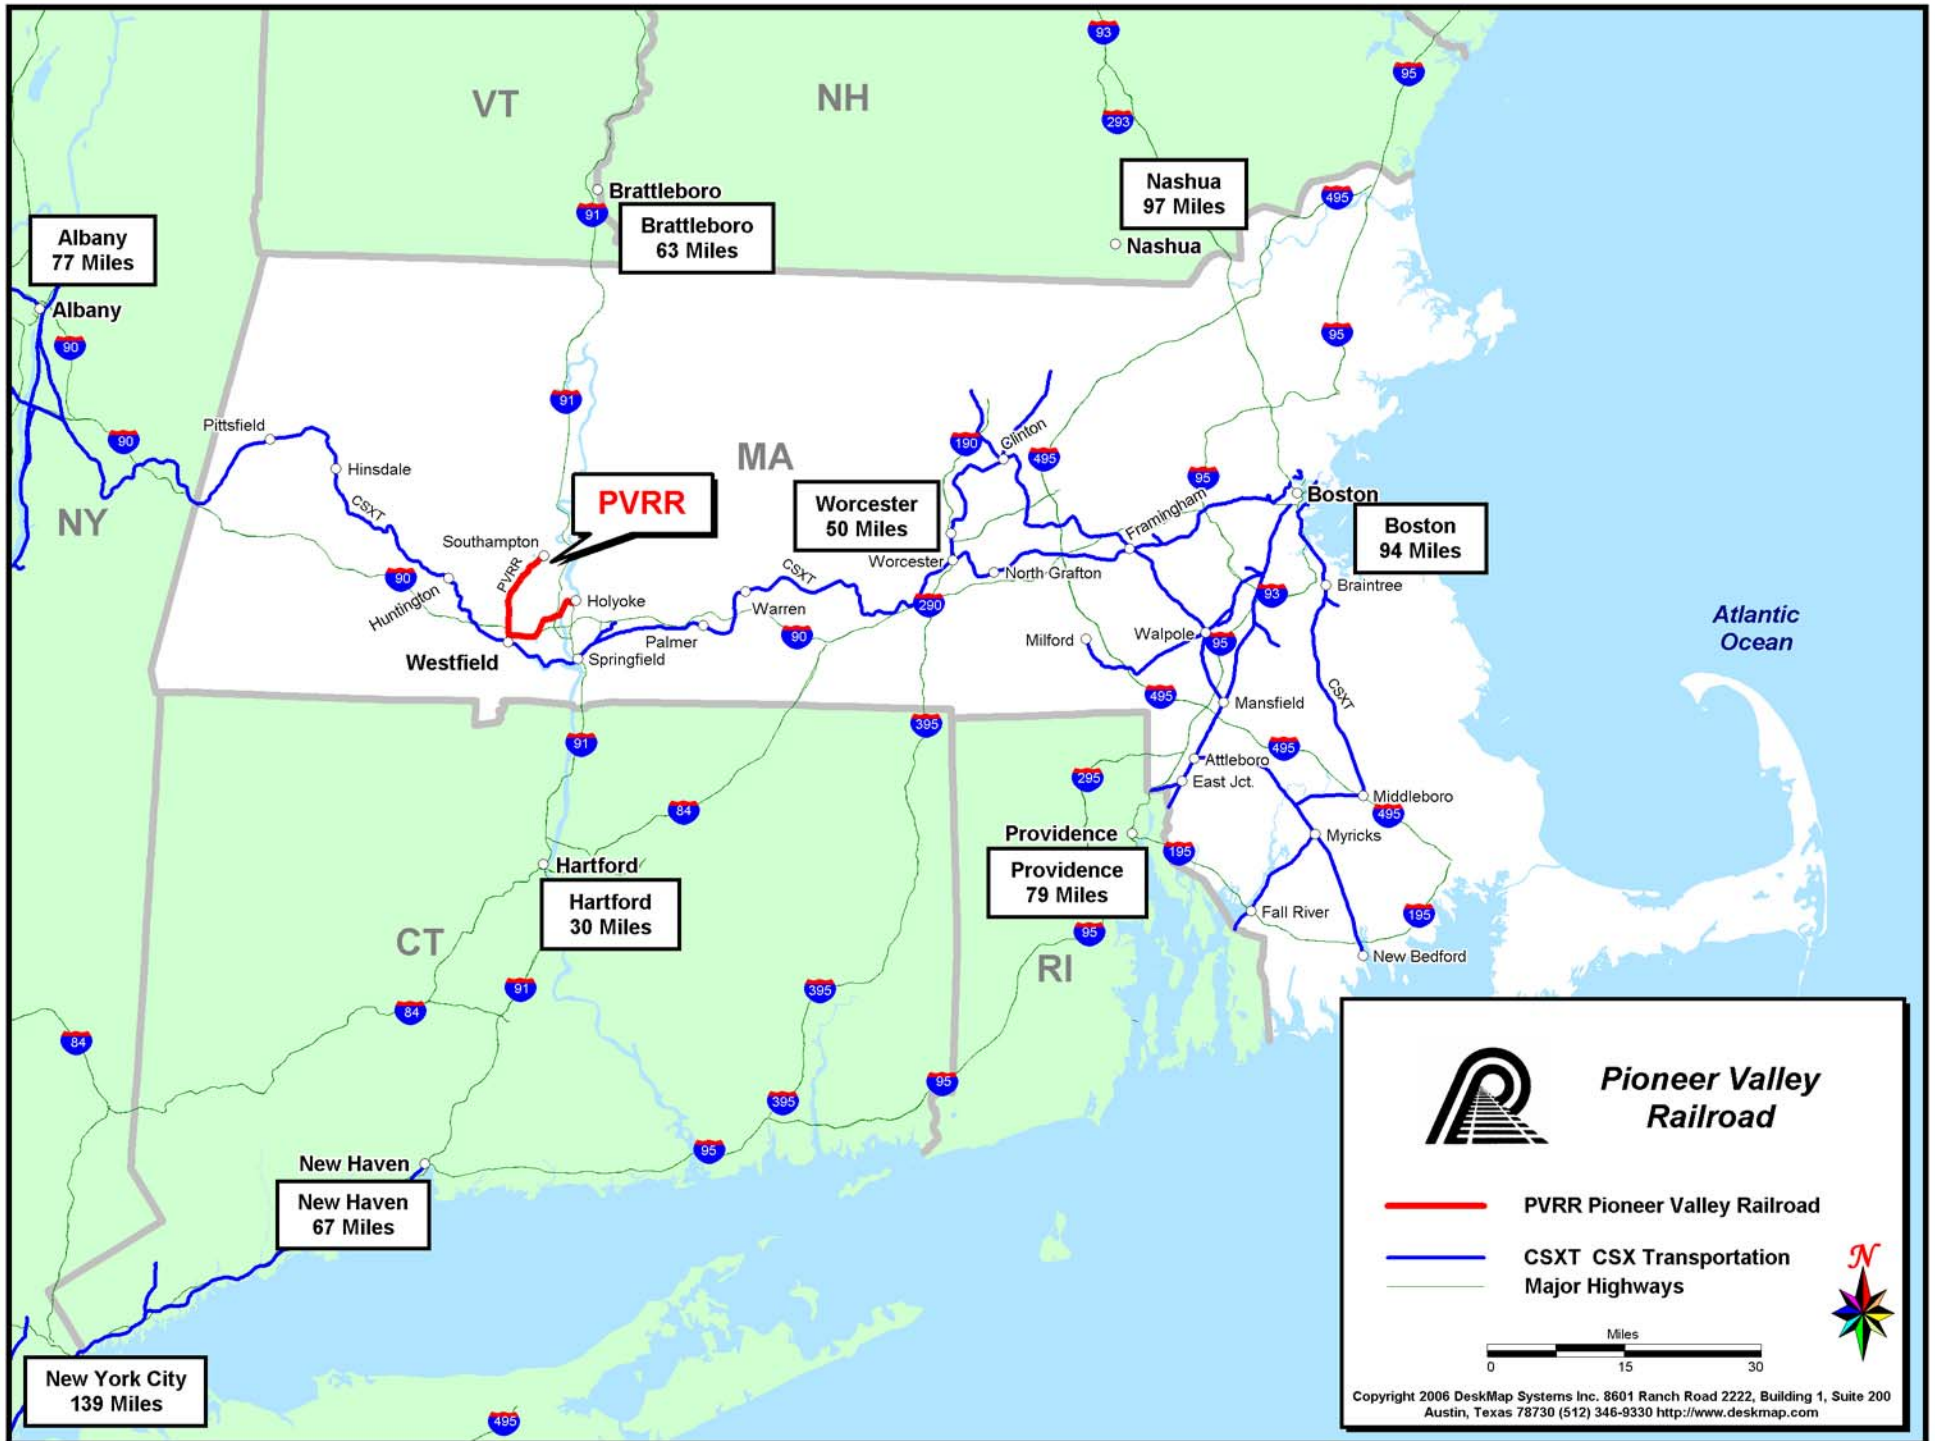 93
95
VT
NH
293
Nashua
97 Miles
495
Brattleboro
91
Brattleboro
63 Miles
Nashua
Albany
77 Miles
Albany
90
95
91
Pittsfield
90
190
Clinton
495
MA
Hinsdale
95
CSXT
PVRR
Worcester
50 Miles
Framingham
Boston
Boston
94 Miles
NY
Southampton
PVRR
90
Huntington
Worcester
CSXT
North Grafton
Braintree
93
Holyoke
290
Warren
90
Palmer
Milford
Walpole
95
Atlantic
Ocean
Westfield
Springfield
495
CSXT
Mansfield
91
395
495
Attleboro
295
East Jct.
Middleboro
495
84
Providence
Myricks
195
Hartford
Providence
79 Miles
Hartford
30 Miles
Fall River
195
CT
95
New Bedford
RI
91
395
84
84
95
395
95
New Haven
New Haven
67 Miles
New York City
139 Miles
495
Pioneer Valley
Railroad
PVRR Pioneer Valley Railroad
CSXT CSX Transportation
Major Highways
N
Miles
0 15 30
Copyright 2006 DeskMap Systems Inc. 8601 Ranch Road 2222, Building 1, Suite 200
Austin, Texas 78730 (512) 346-9330 http://www.deskmap.com